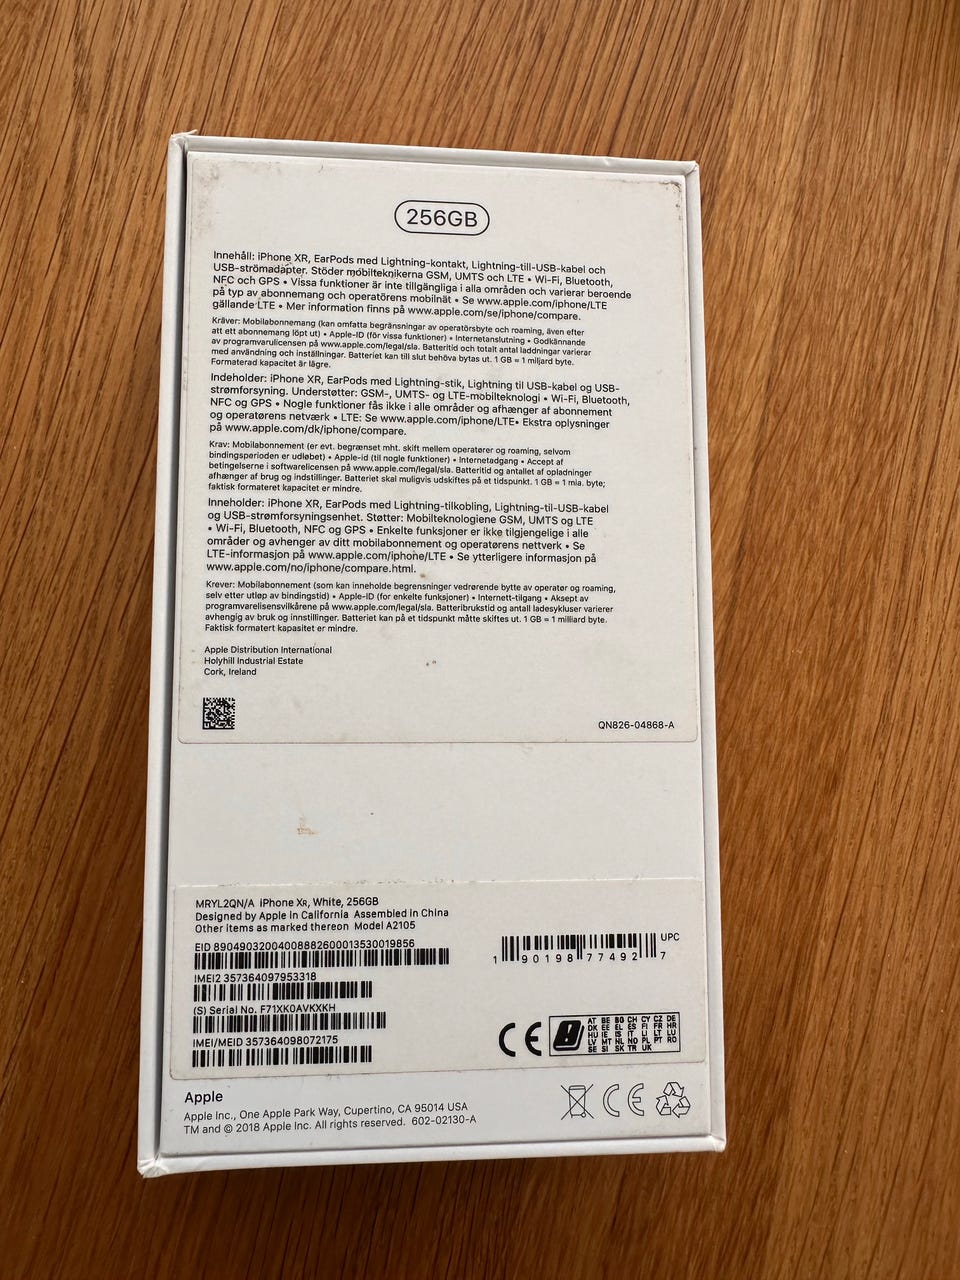 256GB
Innehåll: iPhone XR, EarPods med Lightning-kontakt, Lightning-till-USB-kabel och
USB-strömadapter. Stöder mobilteknikerna GSM, UMTS och LTE • Wi-Fi, Bluetooth,
NFC och GPS • Vissa funktioner är inte tillgängliga i alla områden och varierar beroende
på typ av abonnemang och operatörens mobilnät • Se www.apple.com/iphone/LTE
gällande LTE • Mer information finns på www.apple.com/se/iphone/compare.
Kräver: Mobilabonnemang (kan omfatta begränsningar av operatörsbyte och roaming, även efter
att ett abonnemang löpt ut) • Apple-ID (för vissa funktioner) • Internetanslutning • Godkännande
av programvarulicensen på www.apple.com/legal/sla. Batteritid och totalt antal laddningar varierar
med användning och inställningar. Batteriet kan till slut behöva bytas ut. 1 GB = 1 miljard byte.
Formaterad kapacitet är lägre.
Indeholder: iPhone XR, EarPods med Lightning-stik, Lightning til USB-kabel og USB-
strømforsyning. Understøtter: GSM-, UMTS- og LTE-mobilteknologi • Wi-Fi, Bluetooth,
NFC og GPS • Nogle funktioner fås ikke i alle områder og afhænger af abonnement
og operatørens netværk • LTE: Se www.apple.com/iphone/LTE• Ekstra oplysninger
på www.apple.com/dk/iphone/compare.
Krav: Mobilabonnement (er evt. begrænset mht. skift mellem operatører og roaming, selvom
bindingsperioden er udløbet) • Apple-id (til nogle funktioner) • Internetadgang • Accept af
betingelserne i softwarelicensen på www.apple.com/legal/sla. Batteritid og antallet af opladninger
afhænger af brug og indstillinger. Batteriet skal muligvis udskiftes på et tidspunkt. 1 GB = 1 mia. byte;
faktisk formateret kapacitet er mindre.
Inneholder: iPhone XR, EarPods med Lightning-tilkobling, Lightning-til-USB-kabel
og USB-strømforsyningsenhet. Støtter: Mobilteknologiene GSM, UMTS og LTE
• Wi-Fi, Bluetooth, NFC og GPS • Enkelte funksjoner er ikke tilgjengelige i alle
områder og avhenger av ditt mobilabonnement og operatørens nettverk • Se
LTE-informasjon på www.apple.com/iphone/LTE • Se ytterligere informasjon på
www.apple.com/no/iphone/compare.html.
Krever: Mobilabonnement (som kan inneholde begrensninger vedrørende bytte av operatør og roaming,
selv etter utløp av bindingstid) • Apple-ID (for enkelte funksjoner) • Internett-tilgang • Aksept av
programvarelisensvilkårene på www.apple.com/legal/sla. Batteribrukstid og antall ladesykluser varierer
avhengig av bruk og innstillinger. Batteriet kan på et tidspunkt måtte skiftes ut. 1 GB = 1 milliard byte.
Faktisk formatert kapasitet er mindre.
Apple Distribution International
Holyhill Industrial Estate
Cork, Ireland
QN826-04868-A
MRYL2QN/A iPhone XR, White, 256GB
Designed by Apple in California Assembled in China
Other items as marked thereon Model A2105
EID 89049032004008882600013530019856
IMEI2 357364097953318
(S) Serial No. F71XK0AVKXKH
IMEI/MEID 357364098072175
UPC
1 90198 77492 7
CE
AT BE BG CH CY CZ DE
DK EE EL ES FI FR HR
HU IE IS IT LI LT LU
LV MT NL NO PL PT RO
SE SI SK TR UK
Apple
Apple Inc., One Apple Park Way, Cupertino, CA 95014 USA
TM and © 2018 Apple Inc. All rights reserved. 602-02130-A
CE